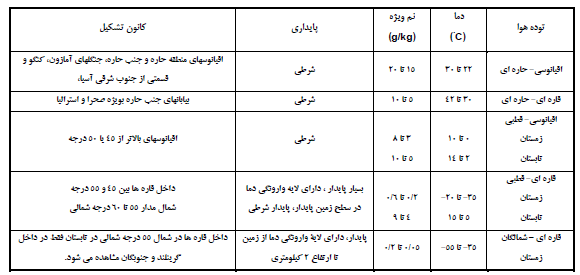 توده هوا دما (°C) نم ویژه (g/kg) پایداری کانون تشکیل
اقیانوسی- حاره ای ۲۲ تا ۳۰ ۱۵ تا ۲۰ شرطی اقیانوسهای منطقه حاره و جنب حاره، جنگلهای آمازون، کنگو و
قسمتی از جنوب شرقی آسیا،
قاره ای- حاره ای ۳۰ تا ۴۲ ۵ تا ۱۰ شرطی بیابانهای جنب حاره بویژه صحرا و استرالیا
اقیانوسی- قطبی
زمستان ۰ تا ۱۰ ۳ تا ۸ شرطی اقیانوسهای بالاتر از ۴۵ یا ۵۰ درجه
تابستان ۲ تا ۱۴ ۵ تا ۱۰
قاره ای- قطبی بسیار پایدار، دارای لایه وارونگی دما داخل قاره ها بین ۴۵ و ۵۵ درجه
زمستان ۳۵- تا ۲۰- ۰/۲ تا ۰/۶ در سطح زمین پایدار، پایدار شرطی شمال مدار ۵۵ تا ۶۰ درجه شمالی
تابستان ۵ تا ۱۵ ۴ تا ۹
قاره ای- شمالگان پایدار، دارای لایه وارونگی دما از زمین داخل قاره ها در شمال ۵۵ درجه شمالی در تابستان فقط در داخل
زمستان ۳۵- تا ۵۵- ۰/۰۵ تا ۰/۲ تا ارتفاع ۲ کیلومتری گرینلند و جنوبگان مشاهده می شود.